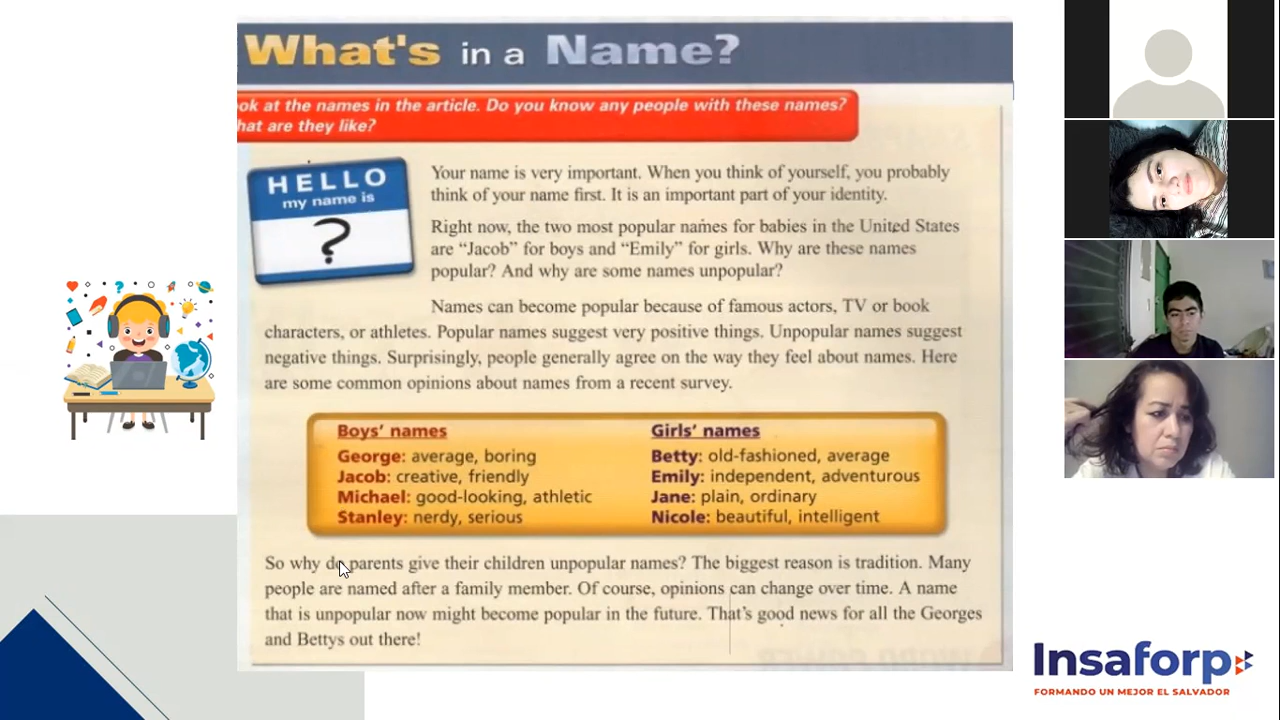 What's in a Name?
ok at the names in the article. Do you know any people with these names?
hat are they like?
HELLO
my name is
?
Your name is very important. When you think of yourself, you probably
think of your name first. It is an important part of your identity.
Right now, the two most popular names for babies in the United States
are “Jacob” for boys and “Emily” for girls. Why are these names
popular? And why are some names unpopular?
Names can become popular because of famous actors, TV or book
characters, or athletes. Popular names suggest very positive things. Unpopular names suggest
negative things. Surprisingly, people generally agree on the way they feel about names. Here
are some common opinions about names from a recent survey.
Boys’ names
George: average, boring
Jacob: creative, friendly
Michael: good-looking, athletic
Stanley: nerdy, serious
Girls’ names
Betty: old-fashioned, average
Emily: independent, adventurous
Jane: plain, ordinary
Nicole: beautiful, intelligent
So why do parents give their children unpopular names? The biggest reason is tradition. Many
people are named after a family member. Of course, opinions can change over time. A name
that is unpopular now might become popular in the future. That’s good news for all the Georges
and Bettys out there!
Insaforp
FORMANDO UN MEJOR EL SALVADOR